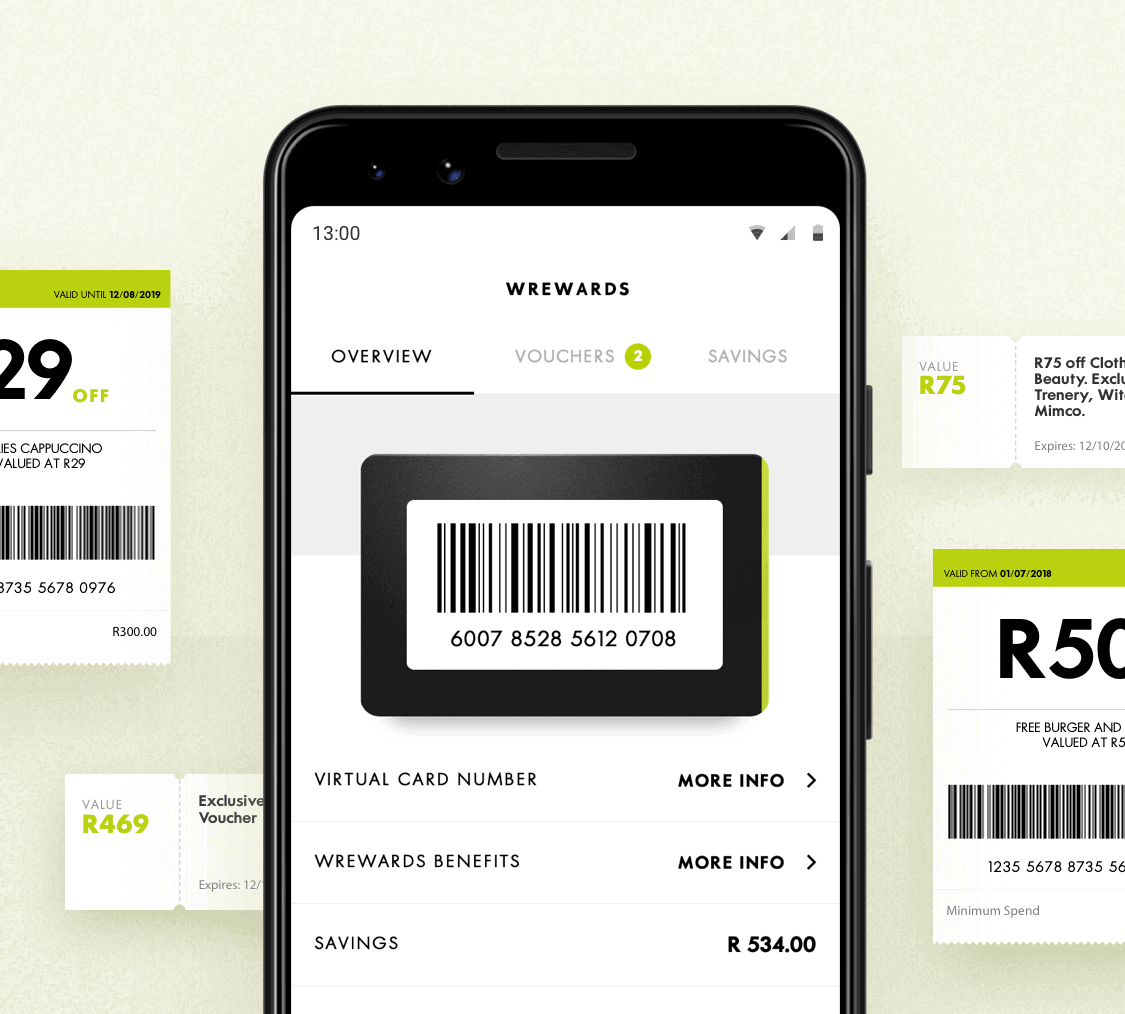 13:00
WREWARDS
OVERVIEW
VOUCHERS 2
SAVINGS
6007 8528 5612 0708
VIRTUAL CARD NUMBER MORE INFO
WREWARDS BENEFITS MORE INFO
SAVINGS R 534.00
VALID UNTIL 12/08/2019
29 OFF
CAPPUCCINO
VALUED AT R29
8735 5678 0976
R300.00
VALUE
R469
Exclusive
Voucher
Expires: 12/
VALUE
R75
R75 off Cloth
Beauty. Exclu
Trenery, Wit
Mimco.
Expires: 12/10/20
VALID FROM 01/07/2018
R50
FREE BURGER AND
VALUED AT R5
1235 5678 8735 56
Minimum Spend